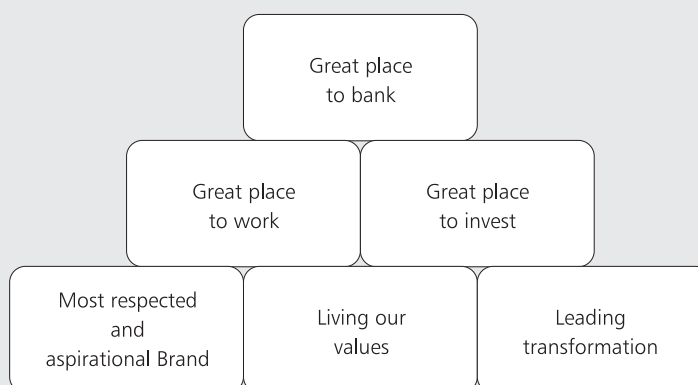 Great place
to bank
Great place
to work
Great place
to invest
Most respected
and
aspirational Brand
Living our
values
Leading
transformation